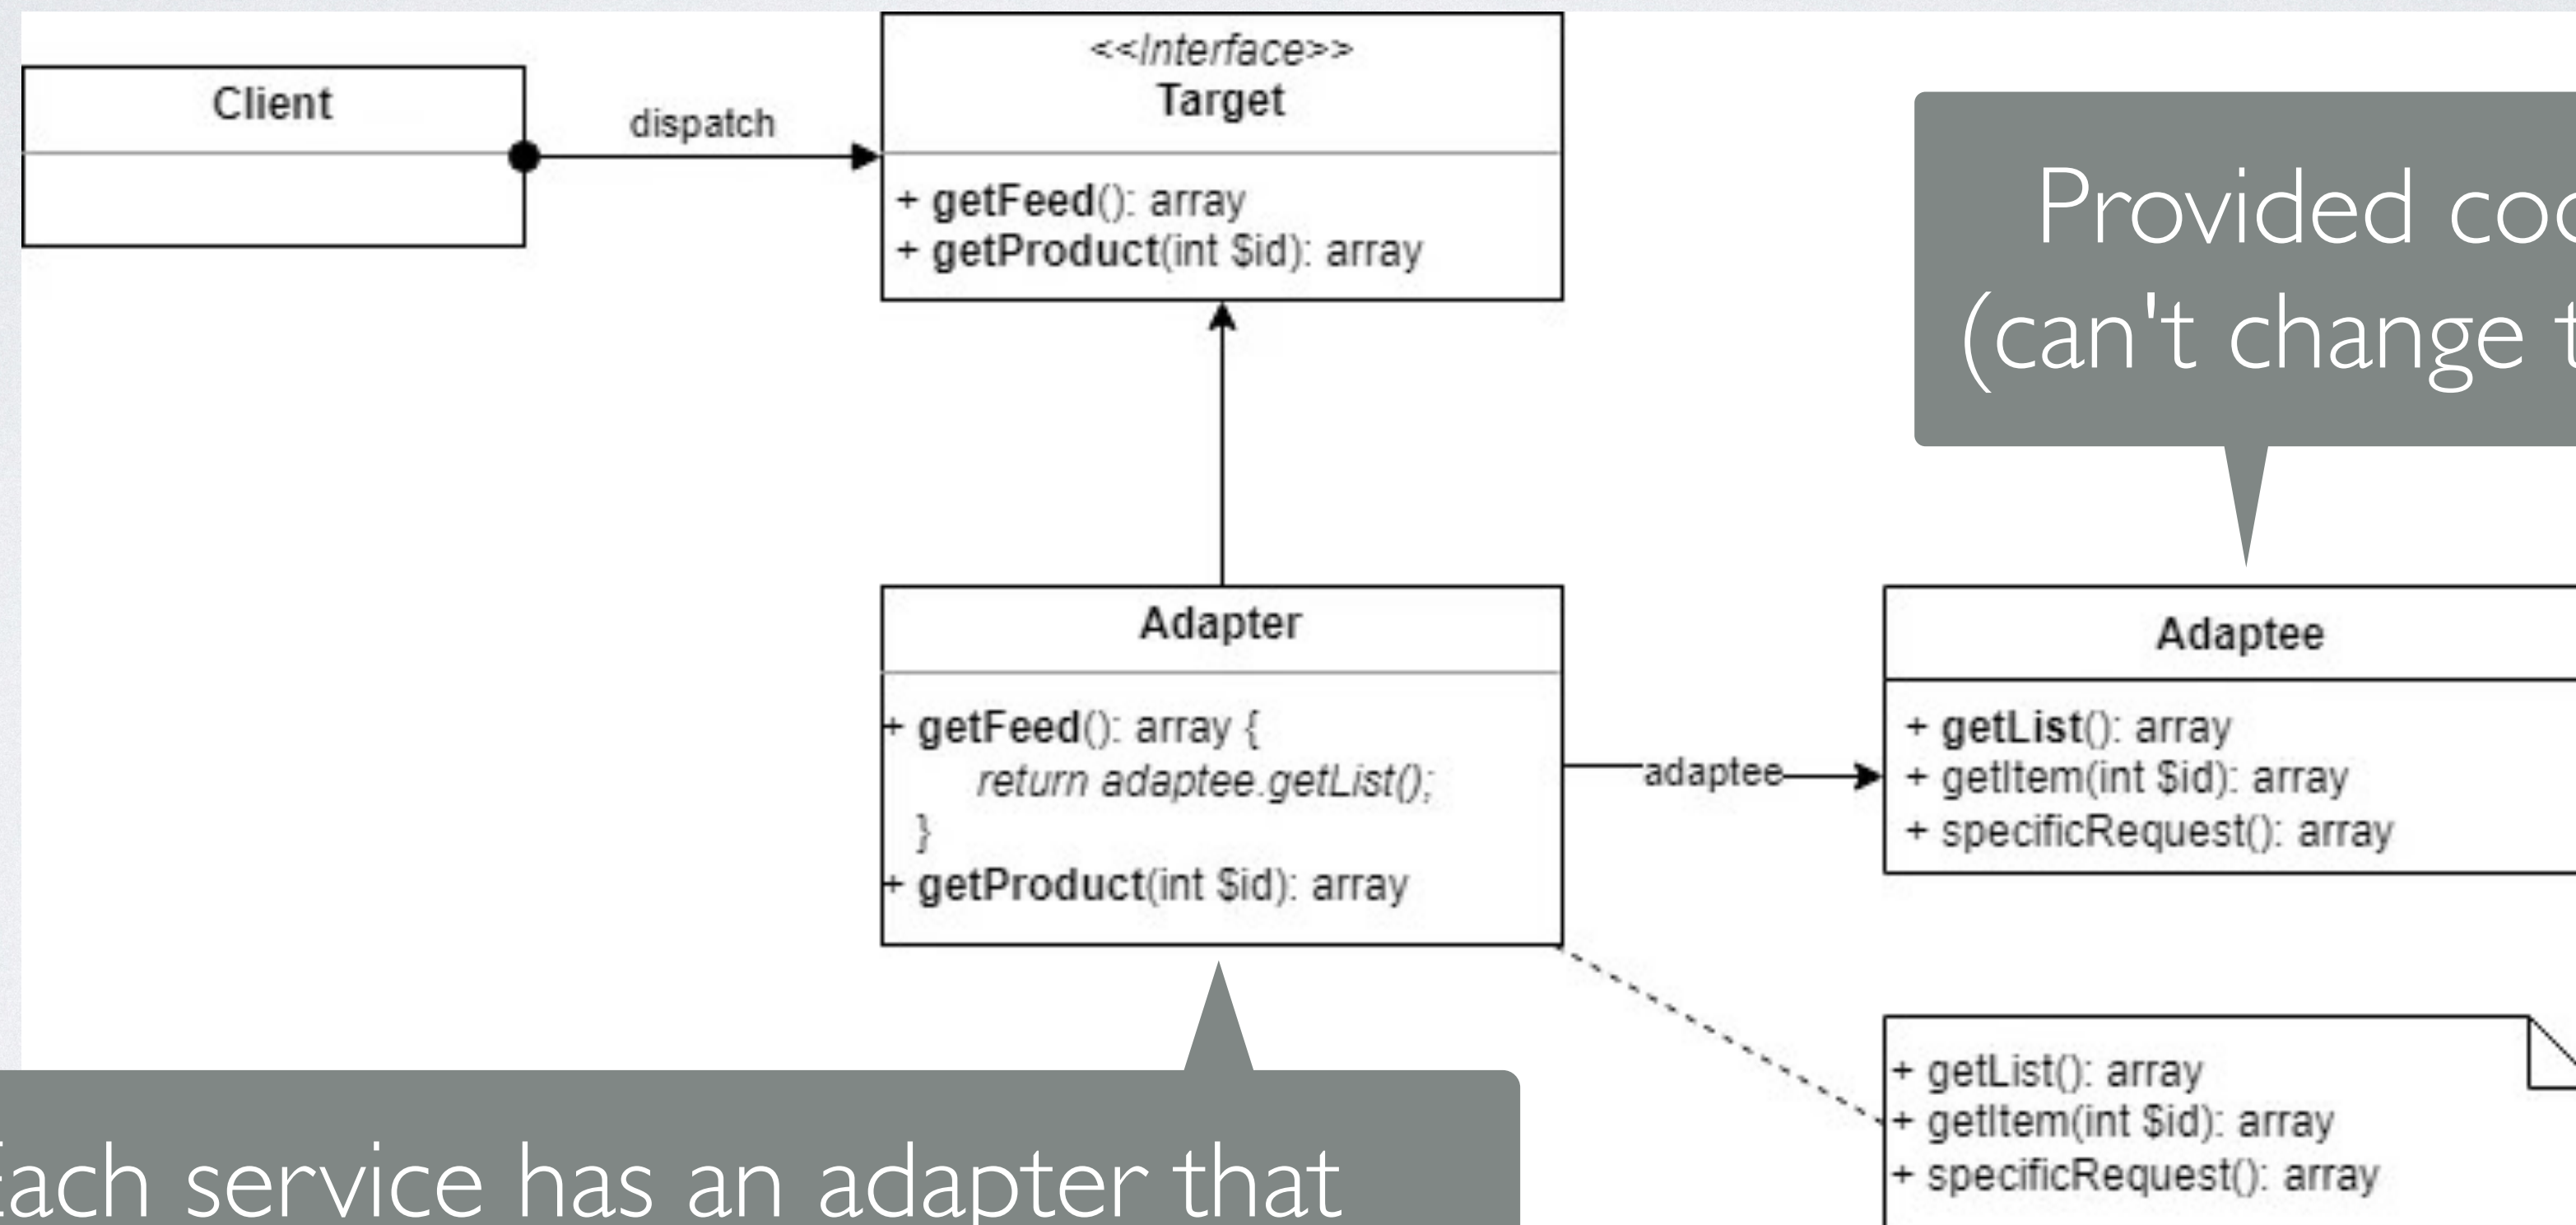 Client
dispatch
<<Interface>>
Target
+ getFeed(): array
+ getProduct(int $id): array
Provided
(can't change
Adapter
+ getFeed(): array {
return adaptee.getList();
}
+ getProduct(int $id): array
adaptee
Adaptee
+ getList(): array
+ getItem(int $id): array
+ specificRequest(): array
Each service has an adapter that
+ getList(): array
+ getItem(int $id): array
+ specificRequest(): array